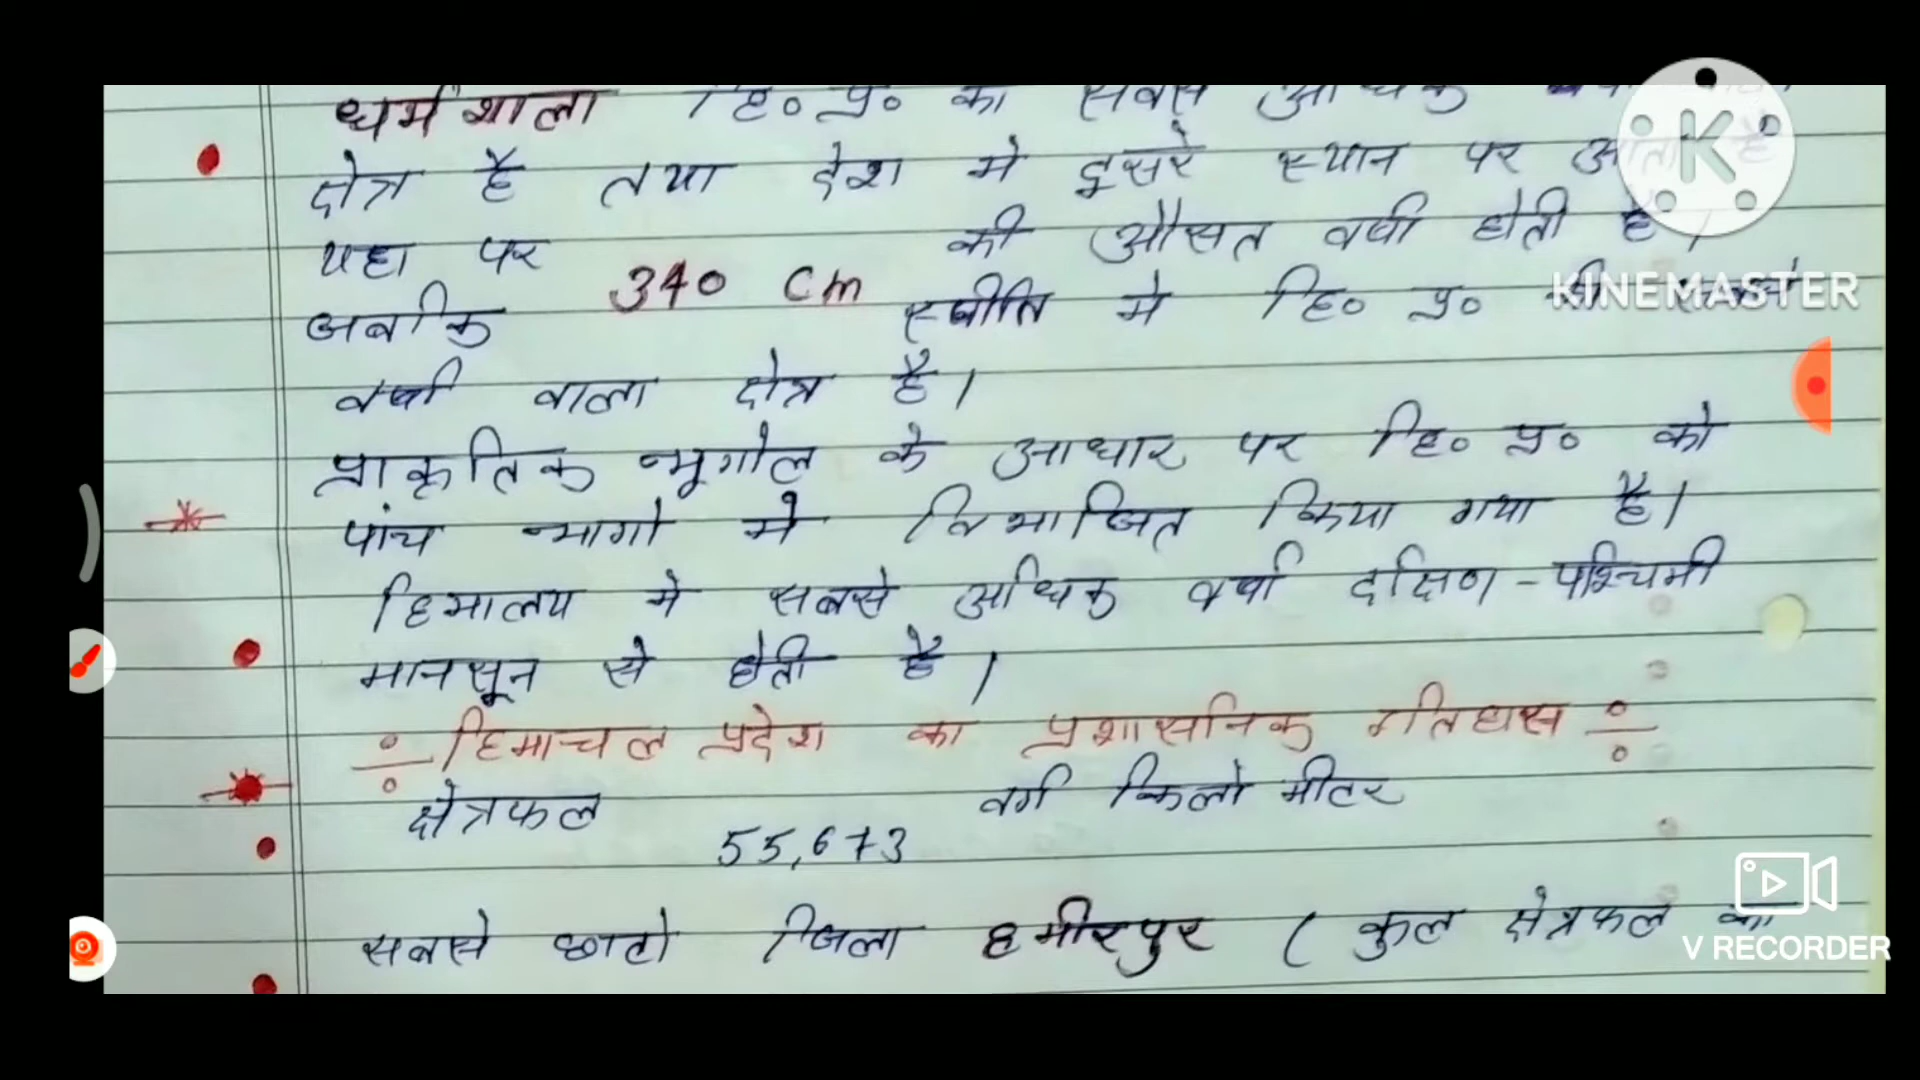 धर्मशाला हि० प्र० का सबसे अधिक
क्षेत्र है तथा देश मे दूसरे स्थान पर आता है
यहा पर 340 cm की औसत वर्षा होती है।
जबकि स्पीति मे हि० प्र० की
वर्षा वाला क्षेत्र है।
प्राकृतिक भूगोल के आधार पर हि० प्र० को
पांच भागो मे विभाजित किया गया है।
हिमालय मे सबसे अधिक वर्षा दक्षिण-पश्चिमी
मानसून से होती है।
÷ हिमाचल प्रदेश का प्रशासनिक ÷
क्षेत्रफल 55,673 वर्ग किलो मीटर
सबसे छाटो जिला हमीरपुर ( कुल क्षेत्रफल का
KINEMASTER
V RECORDER